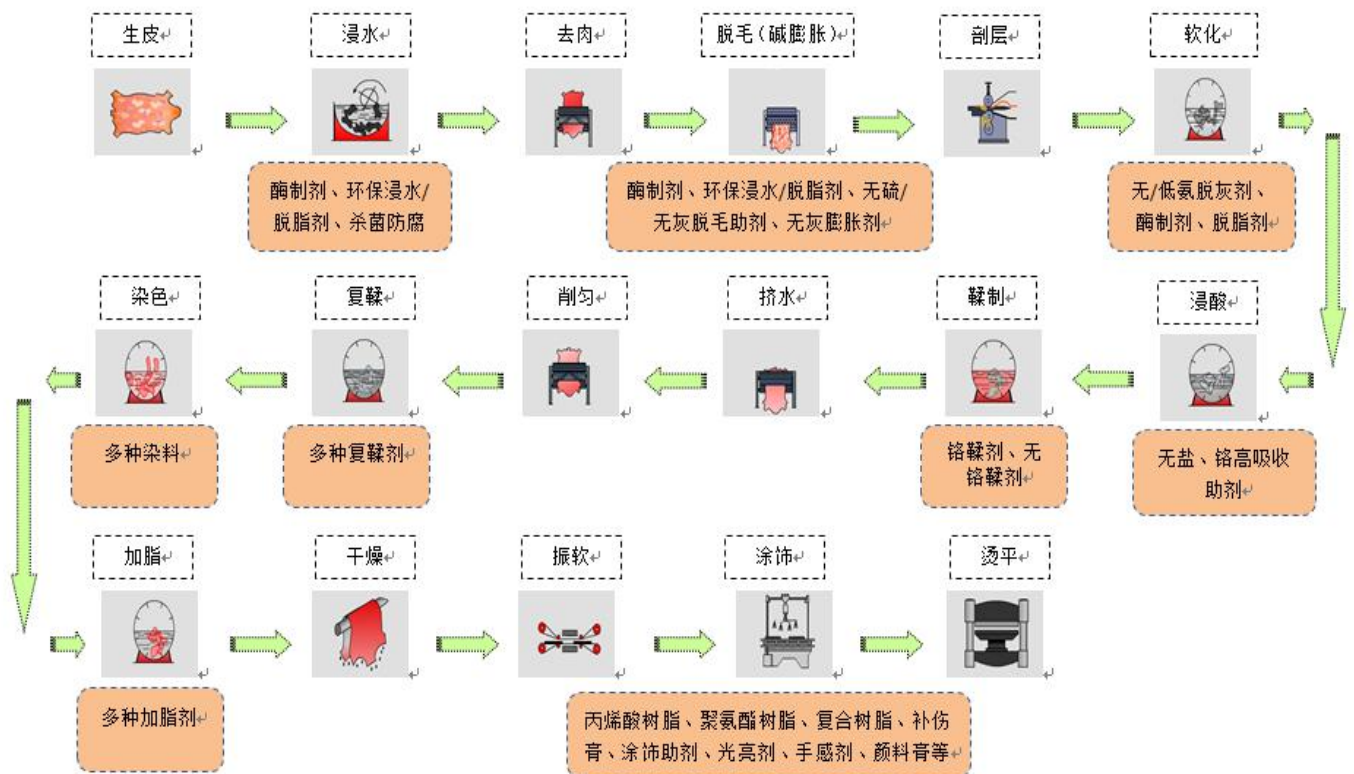 生皮
浸水
去肉
脱毛(碱膨胀)
剖层
软化
酶制剂、环保浸水/
脱脂剂、杀菌防腐
酶制剂、环保浸水/脱脂剂、无硫/
无灰脱毛助剂、无灰膨胀剂
无/低氨脱灰剂、
酶制剂、脱脂剂
染色
复鞣
削匀
挤水
鞣制
浸酸
多种染料
多种复鞣剂
铬鞣剂、无
铬鞣剂
无盐、铬高吸收
助剂
加脂
干燥
振软
涂饰
烫平
多种加脂剂
丙烯酸树脂、聚氨酯树脂、复合树脂、补伤
膏、涂饰助剂、光亮剂、手感剂、颜料膏等